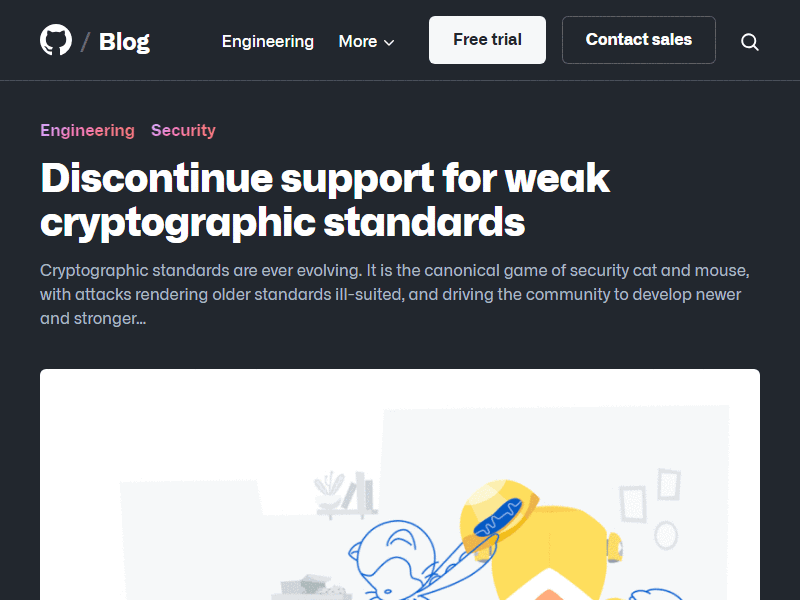 / Blog
Engineering
More
Free trial
Contact sales
Engineering Security
Discontinue support for weak
cryptographic standards
Cryptographic standards are ever evolving. It is the canonical game of security cat and mouse,
with attacks rendering older standards ill-suited, and driving the community to develop newer
and stronger…